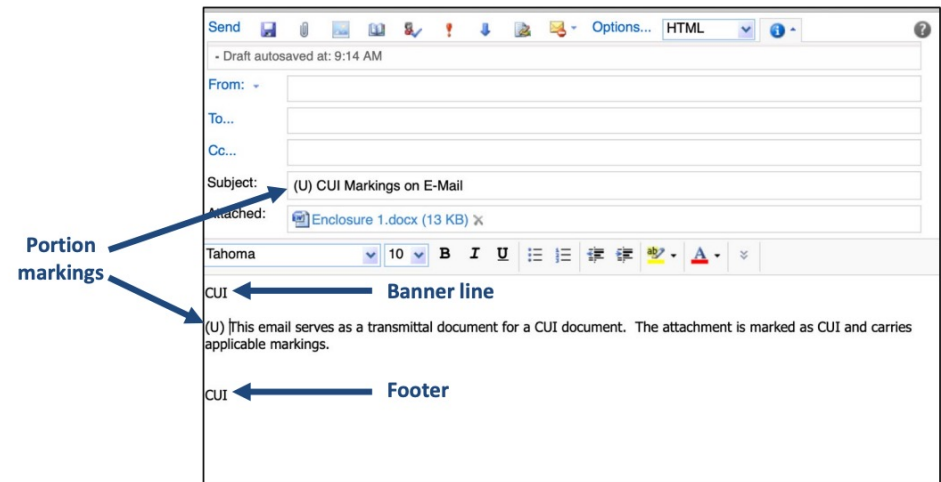 Send Options... HTML
- Draft autosaved at: 9:14 AM
From:
To...
Cc...
Subject: (U) CUI Markings on E-Mail
Attached: Enclosure 1.docx (13 KB)
Portion
markings
Tahoma 10 B I U ab A
CUI Banner line
(U) This email serves as a transmittal document for a CUI document. The attachment is marked as CUI and carries
applicable markings.
CUI Footer